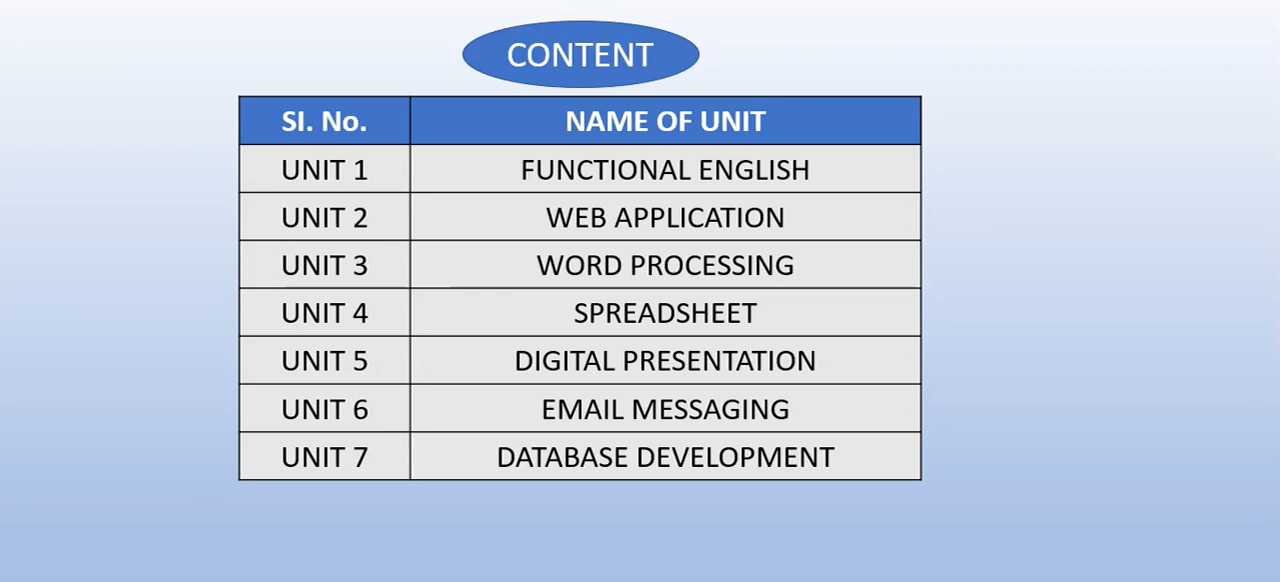 CONTENT
SI. No. NAME OF UNIT
UNIT 1 FUNCTIONAL ENGLISH
UNIT 2 WEB APPLICATION
UNIT 3 WORD PROCESSING
UNIT 4 SPREADSHEET
UNIT 5 DIGITAL PRESENTATION
UNIT 6 EMAIL MESSAGING
UNIT 7 DATABASE DEVELOPMENT